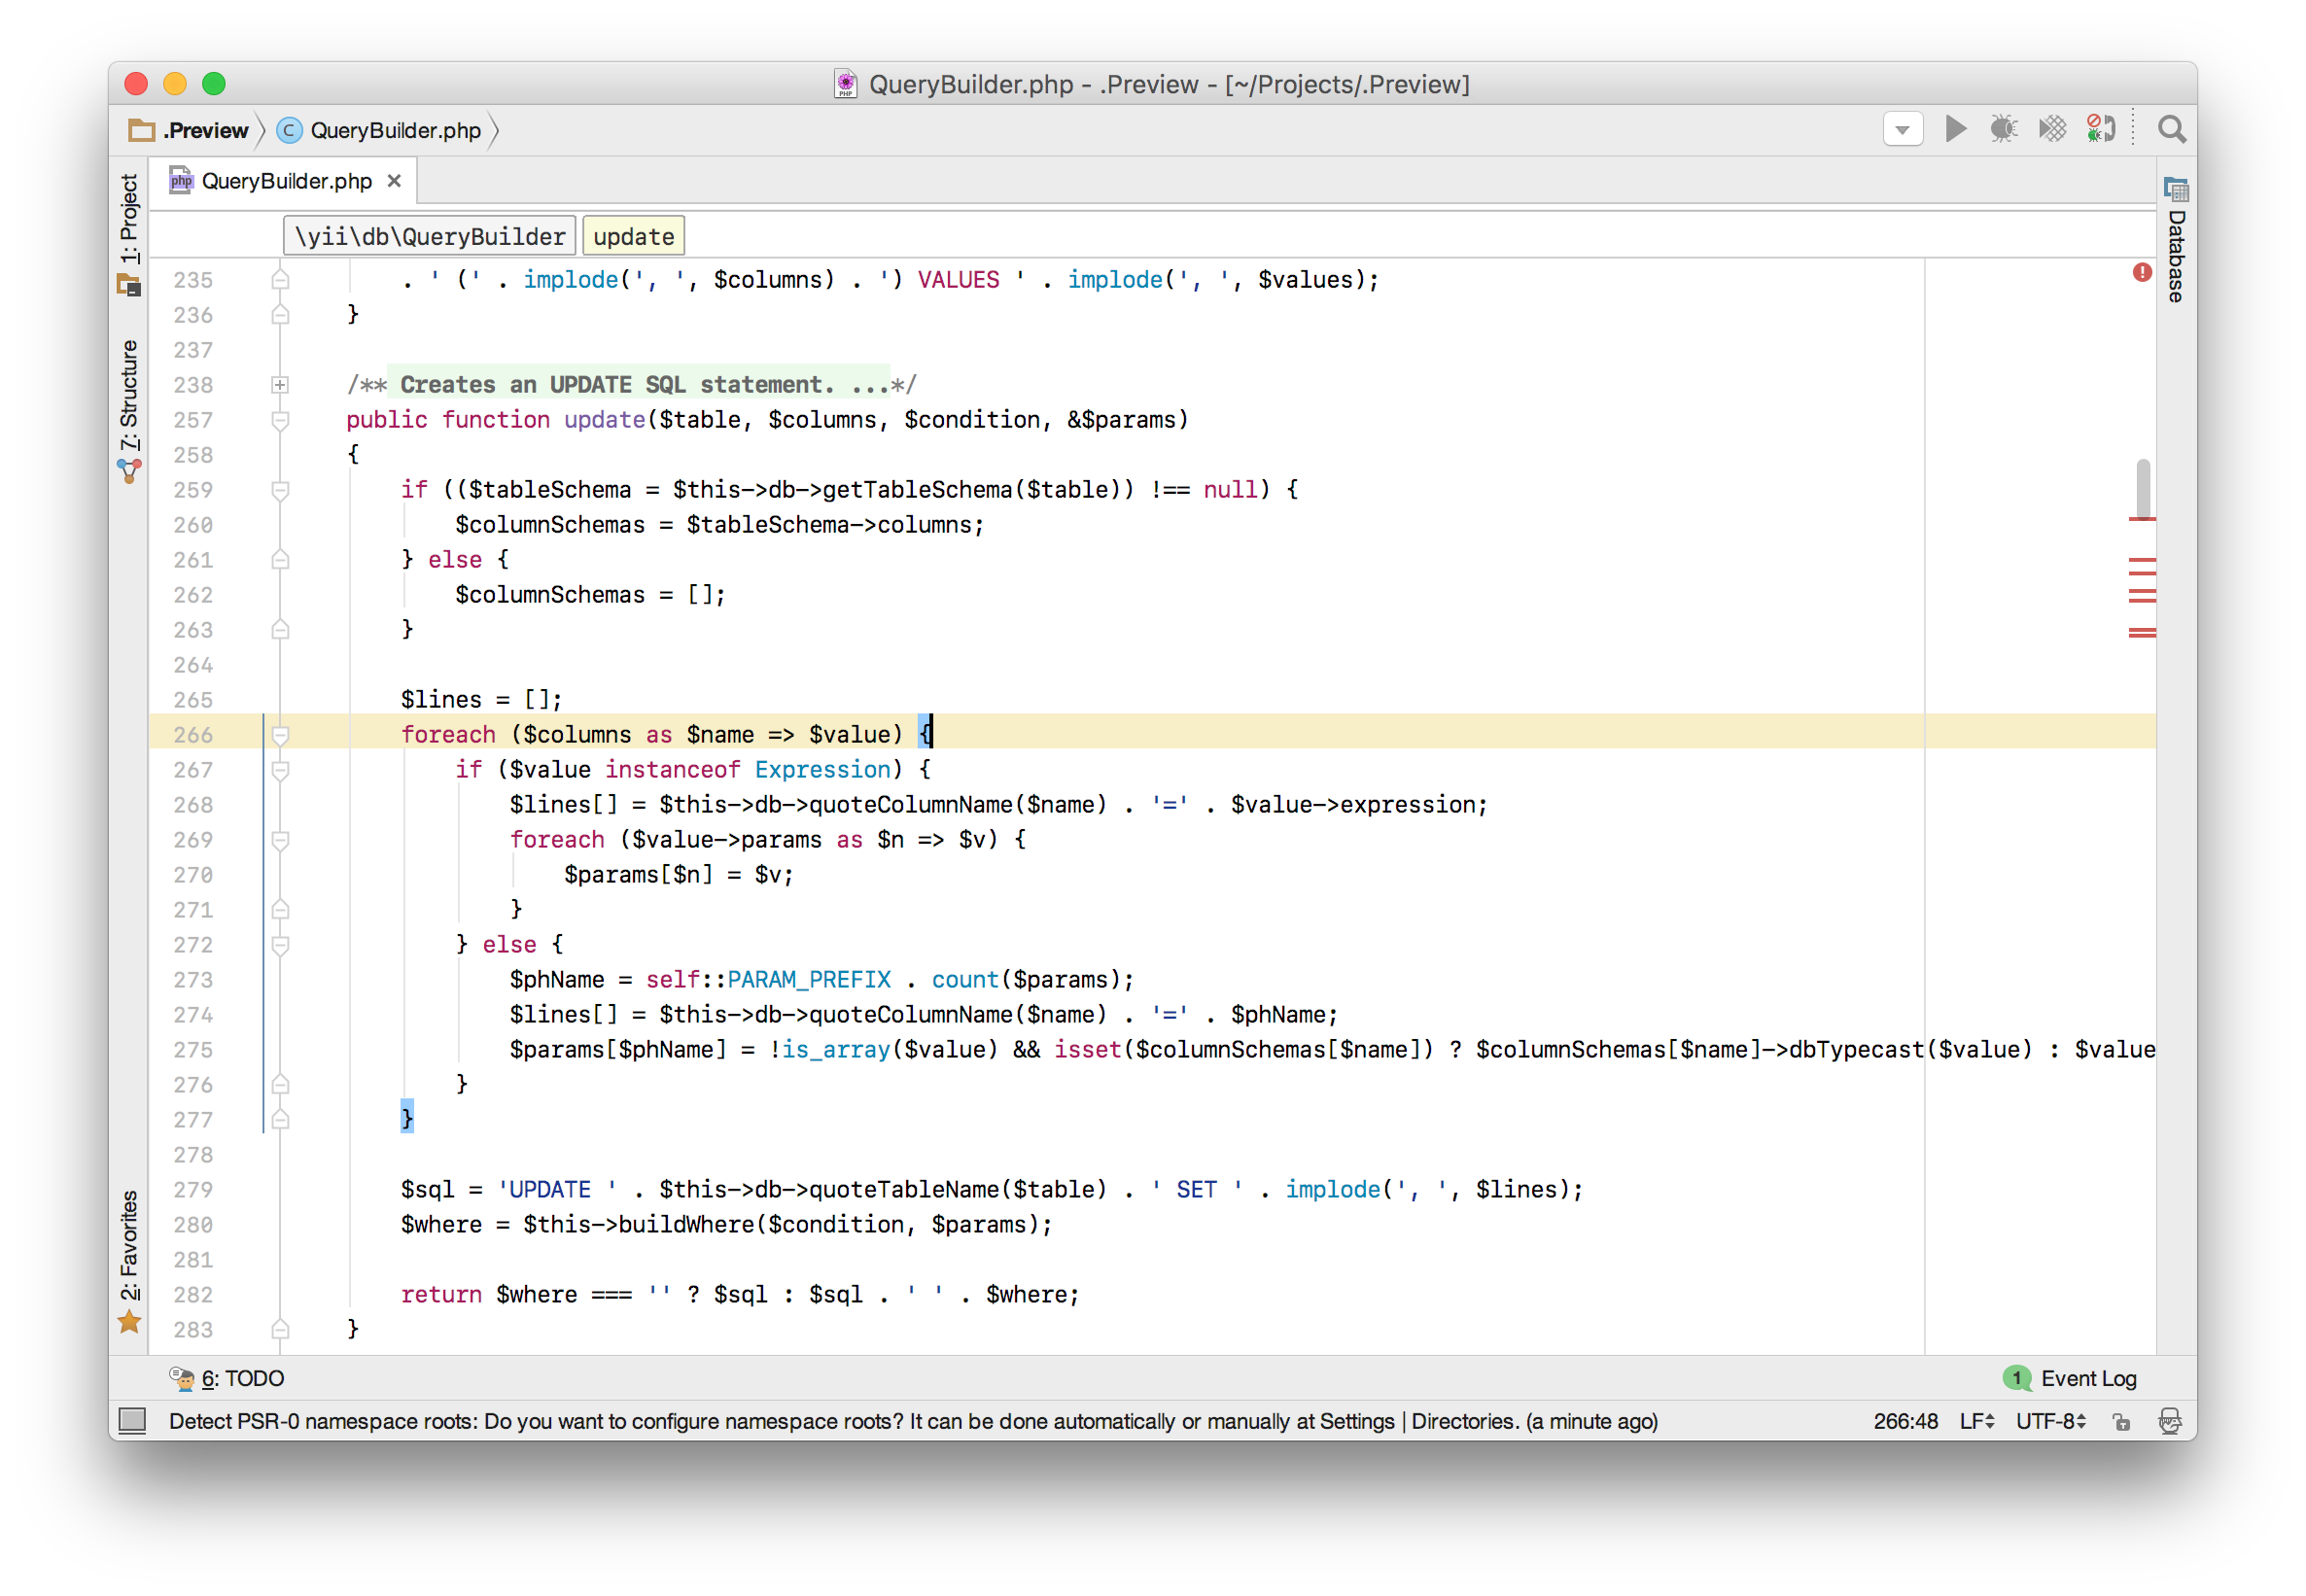 QueryBuilder.php - .Preview - [~/Projects/.Preview]
.Preview QueryBuilder.php
QueryBuilder.php
\yii\db\QueryBuilder update
1: Project
7: Structure
2: Favorites
Database
235 . ' (' . implode(', ', $columns) . ') VALUES ' . implode(', ', $values);
236 }
237
238 /** Creates an UPDATE SQL statement. ...*/
257 public function update($table, $columns, $condition, &$params)
258 {
259 if (($tableSchema = $this->db->getTableSchema($table)) !== null) {
260 $columnSchemas = $tableSchema->columns;
261 } else {
262 $columnSchemas = [];
263 }
264
265 $lines = [];
266 foreach ($columns as $name => $value) {
267 if ($value instanceof Expression) {
268 $lines[] = $this->db->quoteColumnName($name) . '=' . $value->expression;
269 foreach ($value->params as $n => $v) {
270 $params[$n] = $v;
271 }
272 } else {
273 $phName = self::PARAM_PREFIX . count($params);
274 $lines[] = $this->db->quoteColumnName($name) . '=' . $phName;
275 $params[$phName] = !is_array($value) && isset($columnSchemas[$name]) ? $columnSchemas[$name]->dbTypecast($value) : $value
276 }
277 }
278
279 $sql = 'UPDATE ' . $this->db->quoteTableName($table) . ' SET ' . implode(', ', $lines);
280 $where = $this->buildWhere($condition, $params);
281
282 return $where === '' ? $sql : $sql . ' ' . $where;
283 }
6: TODO
1 Event Log
Detect PSR-0 namespace roots: Do you want to configure namespace roots? It can be done automatically or manually at Settings | Directories. (a minute ago) 266:48 LF UTF-8